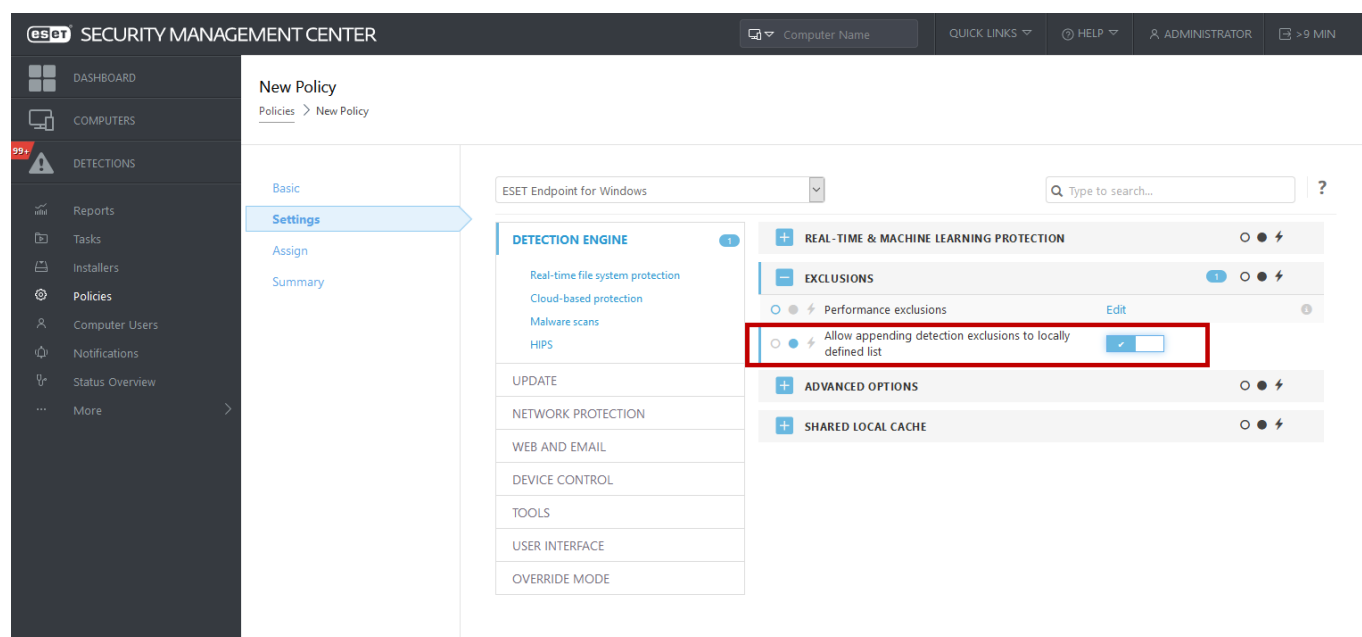 eset SECURITY MANAGEMENT CENTER
Computer Name
QUICK LINKS
HELP
ADMINISTRATOR
>9 MIN
DASHBOARD
COMPUTERS
99+
DETECTIONS
Reports
Tasks
Installers
Policies
Computer Users
Notifications
Status Overview
... More
New Policy
Policies > New Policy
Basic
Settings
Assign
Summary
ESET Endpoint for Windows
Type to search...
?
DETECTION ENGINE 1
Real-time file system protection
Cloud-based protection
Malware scans
HIPS
UPDATE
NETWORK PROTECTION
WEB AND EMAIL
DEVICE CONTROL
TOOLS
USER INTERFACE
OVERRIDE MODE
REAL-TIME & MACHINE LEARNING PROTECTION
EXCLUSIONS 1
Performance exclusions Edit
Allow appending detection exclusions to locally
defined list
ADVANCED OPTIONS
SHARED LOCAL CACHE